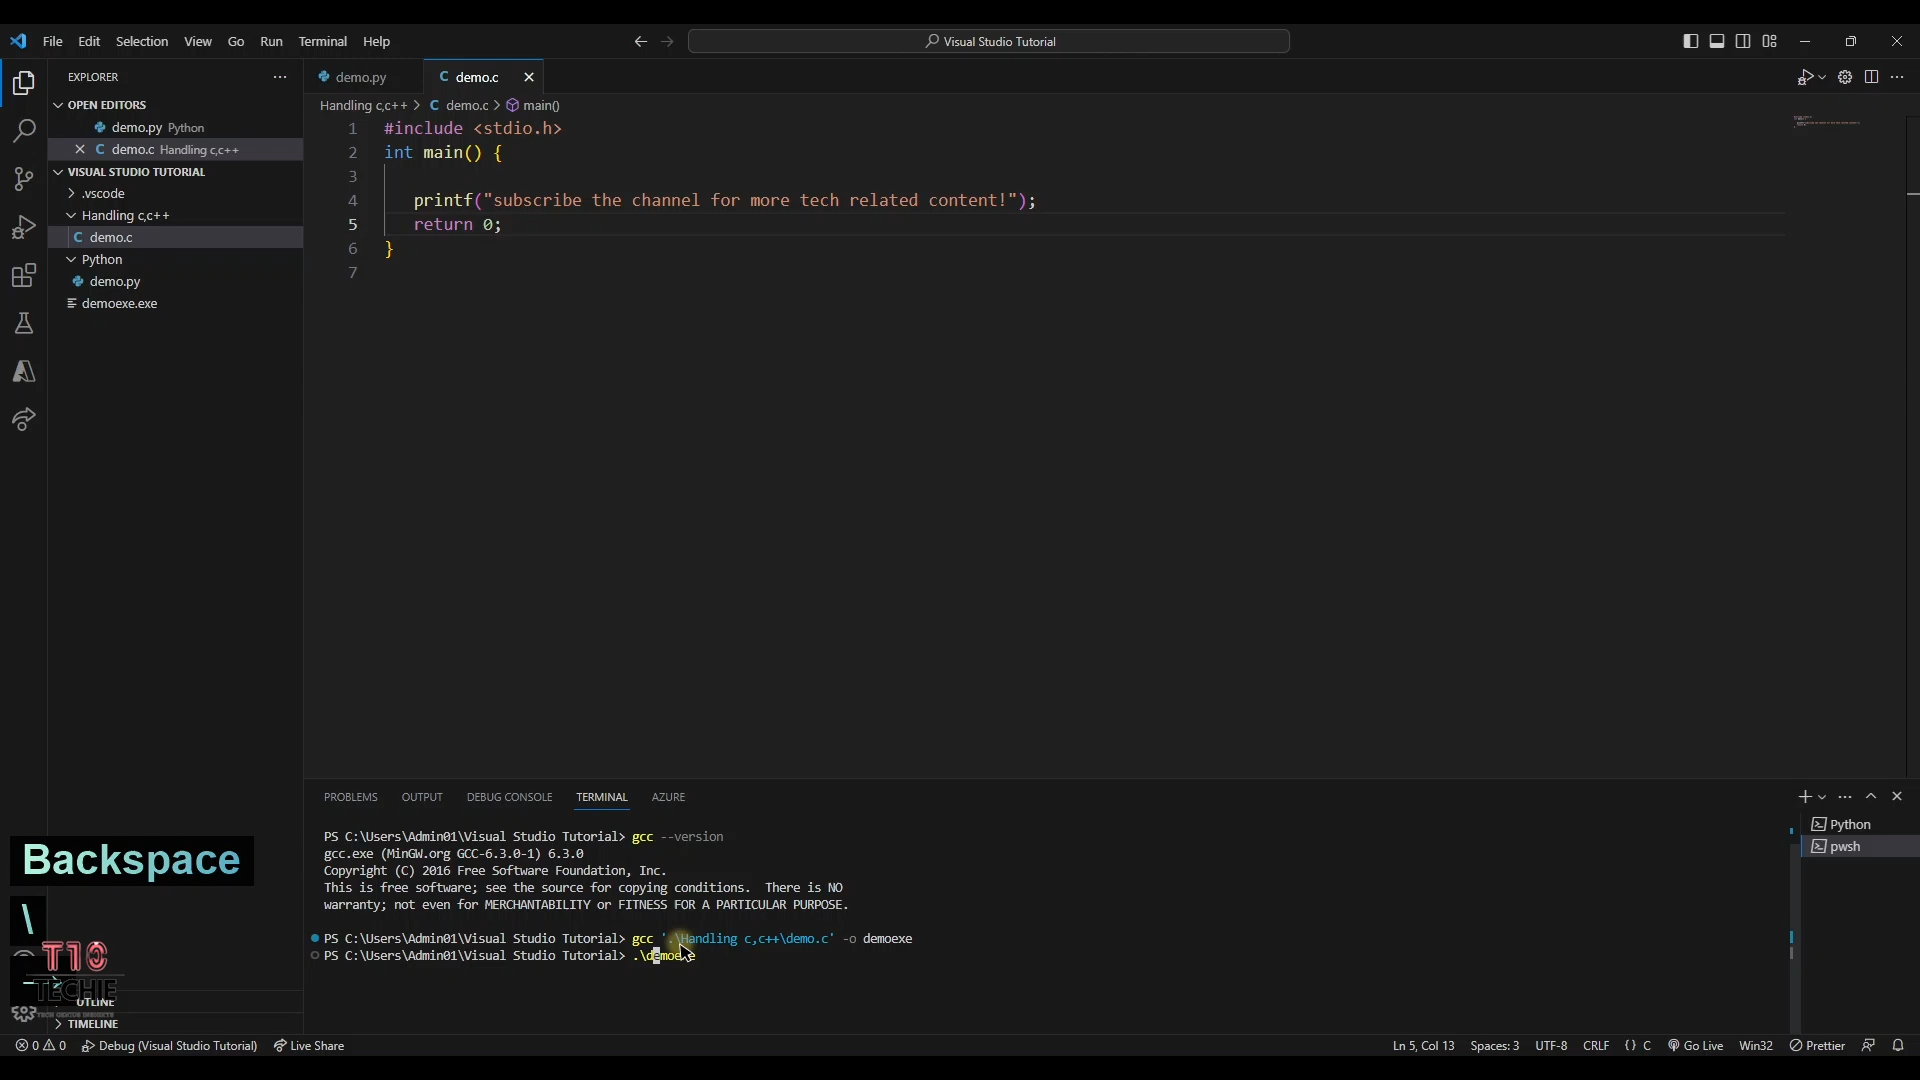 File Edit Selection View Go Run Terminal Help
Visual Studio Tutorial
EXPLORER
demo.py
C demo.c
OPEN EDITORS
demo.py Python
C demo.c Handling c,c++
VISUAL STUDIO TUTORIAL
.vscode
Handling c,c++
C demo.c
Python
demo.py
demoexe.exe
Handling c,c++ > C demo.c > main()
1 #include <stdio.h>
2 int main() {
3
4 printf("subscribe the channel for more tech related content!");
5 return 0;
6 }
7
PROBLEMS OUTPUT DEBUG CONSOLE TERMINAL AZURE
PS C:\Users\Admin01\Visual Studio Tutorial> gcc --version
gcc.exe (MinGW.org GCC-6.3.0-1) 6.3.0
Copyright (C) 2016 Free Software Foundation, Inc.
This is free software; see the source for copying conditions. There is NO
warranty; not even for MERCHANTABILITY or FITNESS FOR A PARTICULAR PURPOSE.
PS C:\Users\Admin01\Visual Studio Tutorial> gcc '.\Handling c,c++\demo.c' -o demoexe
PS C:\Users\Admin01\Visual Studio Tutorial> .\demoexe
Python
pwsh
Backspace
\
T10
TECHIE
TIMELINE
0 0 Debug (Visual Studio Tutorial) Live Share
Ln 5, Col 13 Spaces: 3 UTF-8 CRLF {} C Go Live Win32 Prettier